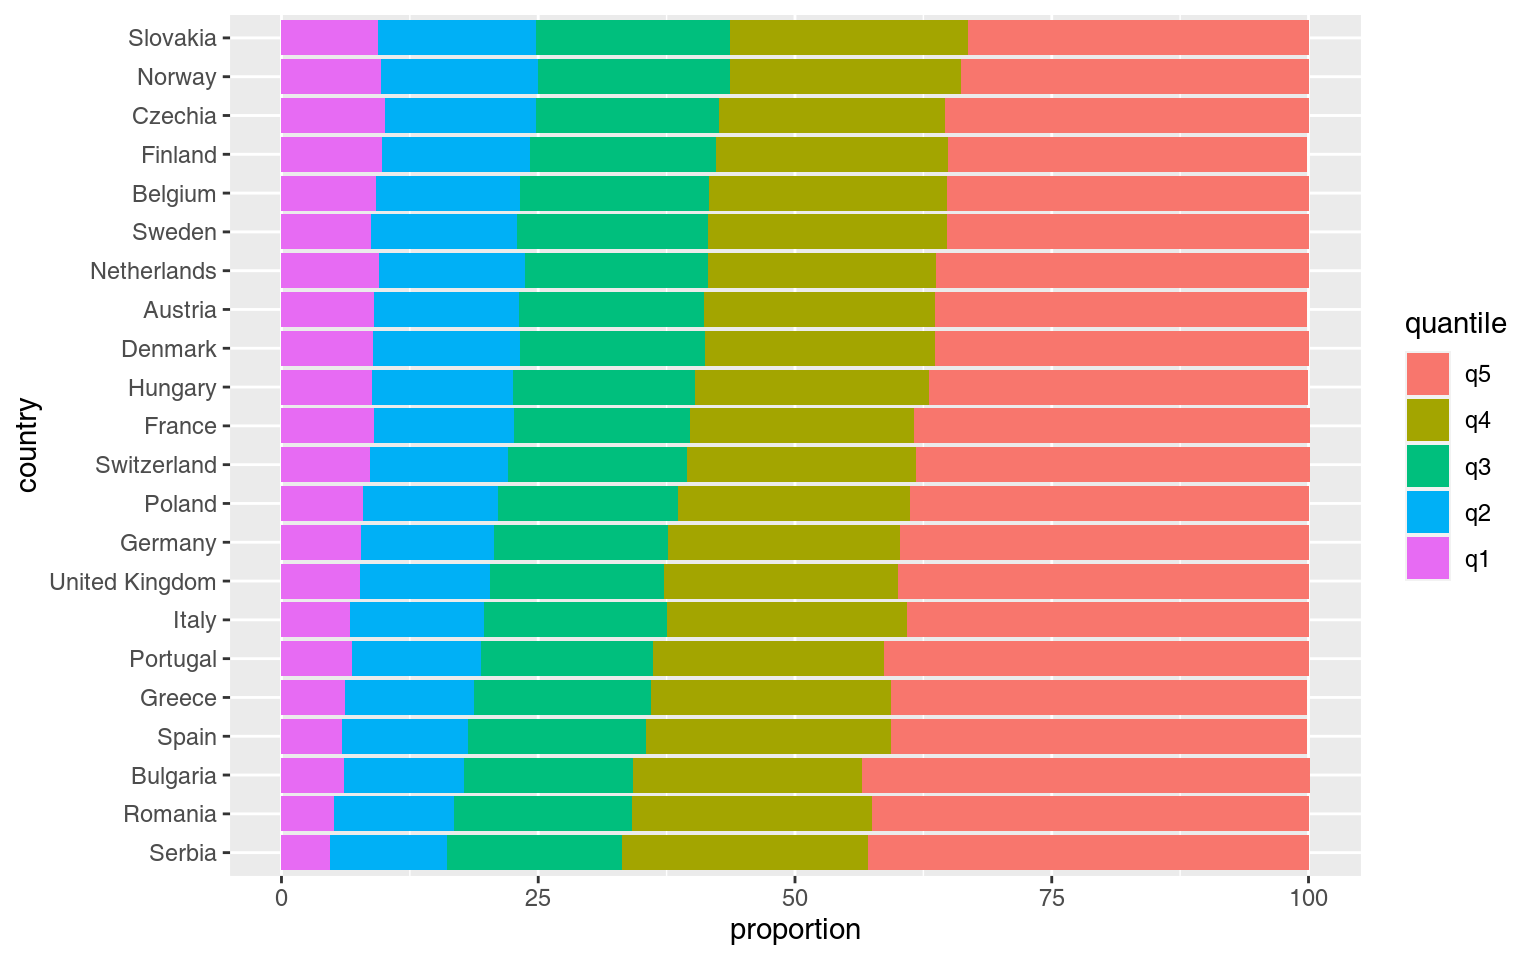 country
Slovakia
Norway
Czechia
Finland
Belgium
Sweden
Netherlands
Austria
Denmark
Hungary
France
Switzerland
Poland
Germany
United Kingdom
Italy
Portugal
Greece
Spain
Bulgaria
Romania
Serbia
0 25 50 75 100
proportion
quantile
q5
q4
q3
q2
q1